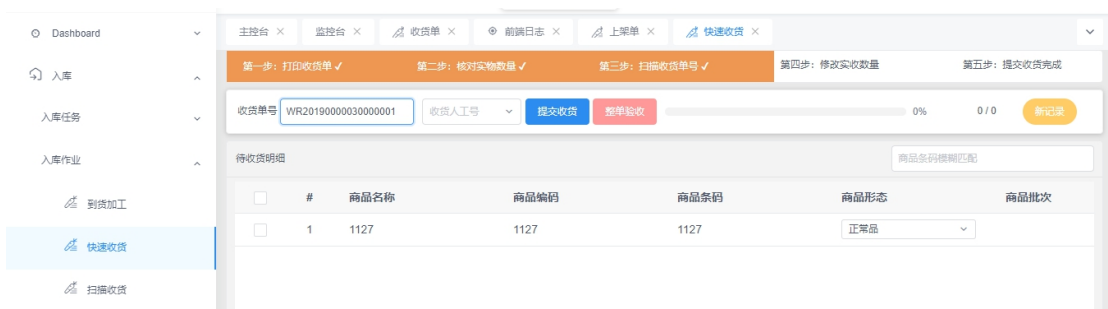 Dashboard
主控台 × 监控台 × 收货单 × 前端日志 × 上架单 × 快速收货 ×
入库
第一步：打印收货单 ✓ 第二步：核对实物数量 ✓ 第三步：扫描收货单号 ✓ 第四步：修改实收数量 第五步：提交收货完成
入库任务
收货单号 WR20190000030000001 收货人工号 提交收货 整单验收 0% 0 / 0 新记录
入库作业
待收货明细 商品条码模糊匹配
到货加工
# 商品名称 商品编码 商品条码 商品形态 商品批次
1 1127 1127 1127 正常品
快速收货
扫描收货